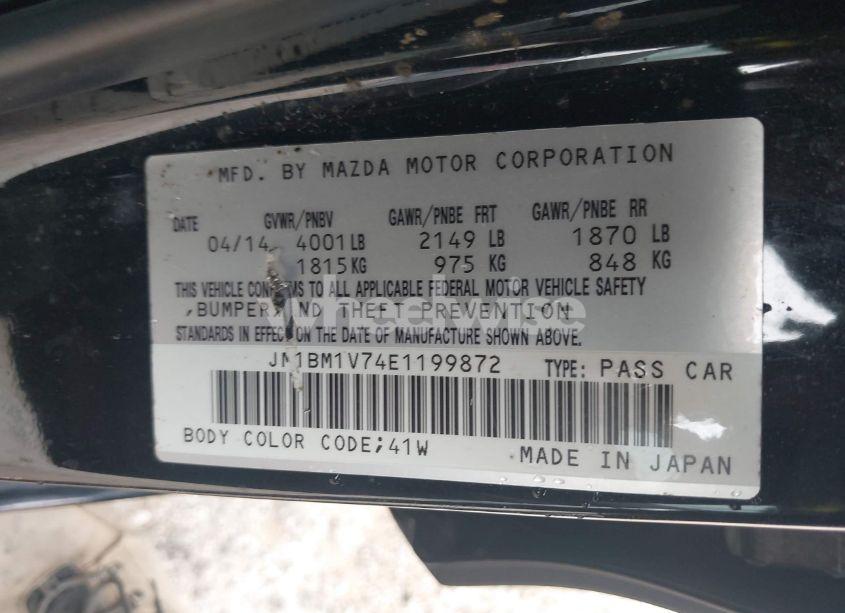 MFD. BY MAZDA MOTOR CORPORATION
DATE GVWR/PNBV GAWR/PNBE FRT GAWR/PNBE RR
04/14 4001 LB 2149 LB 1870 LB
1815 KG 975 KG 848 KG
THIS VEHICLE CONFORMS TO ALL APPLICABLE FEDERAL MOTOR VEHICLE SAFETY
,BUMPER, AND THEFT PREVENTION
STANDARDS IN EFFECT ON THE DATE OF MANUFACTURE SHOWN ABOVE.
JM1BM1V74E1199872 TYPE: PASS CAR
BODY COLOR CODE;41W
MADE IN JAPAN
wheelwise